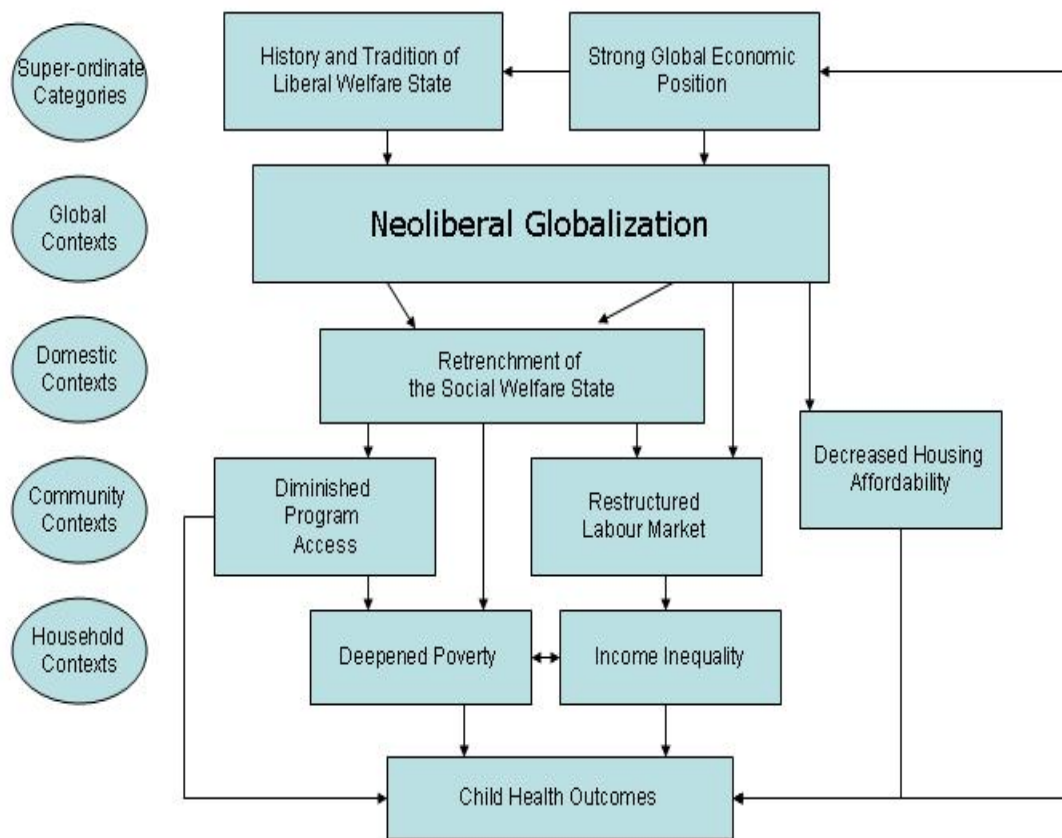 Super-ordinate
Categories
History and Tradition of
Liberal Welfare State
Strong Global Economic
Position
Global
Contexts
Neoliberal Globalization
Domestic
Contexts
Retrenchment of
the Social Welfare State
Community
Contexts
Diminished
Program
Access
Restructured
Labour Market
Decreased Housing
Affordability
Household
Contexts
Deepened Poverty
Income Inequality
Child Health Outcomes